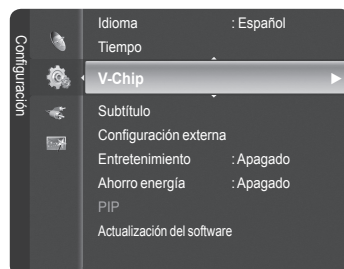 Configuración
Idioma : Español
Tiempo
V-Chip
Subtítulo
Configuración externa
Entretenimiento : Apagado
Ahorro energía : Apagado
PIP
Actualización del software